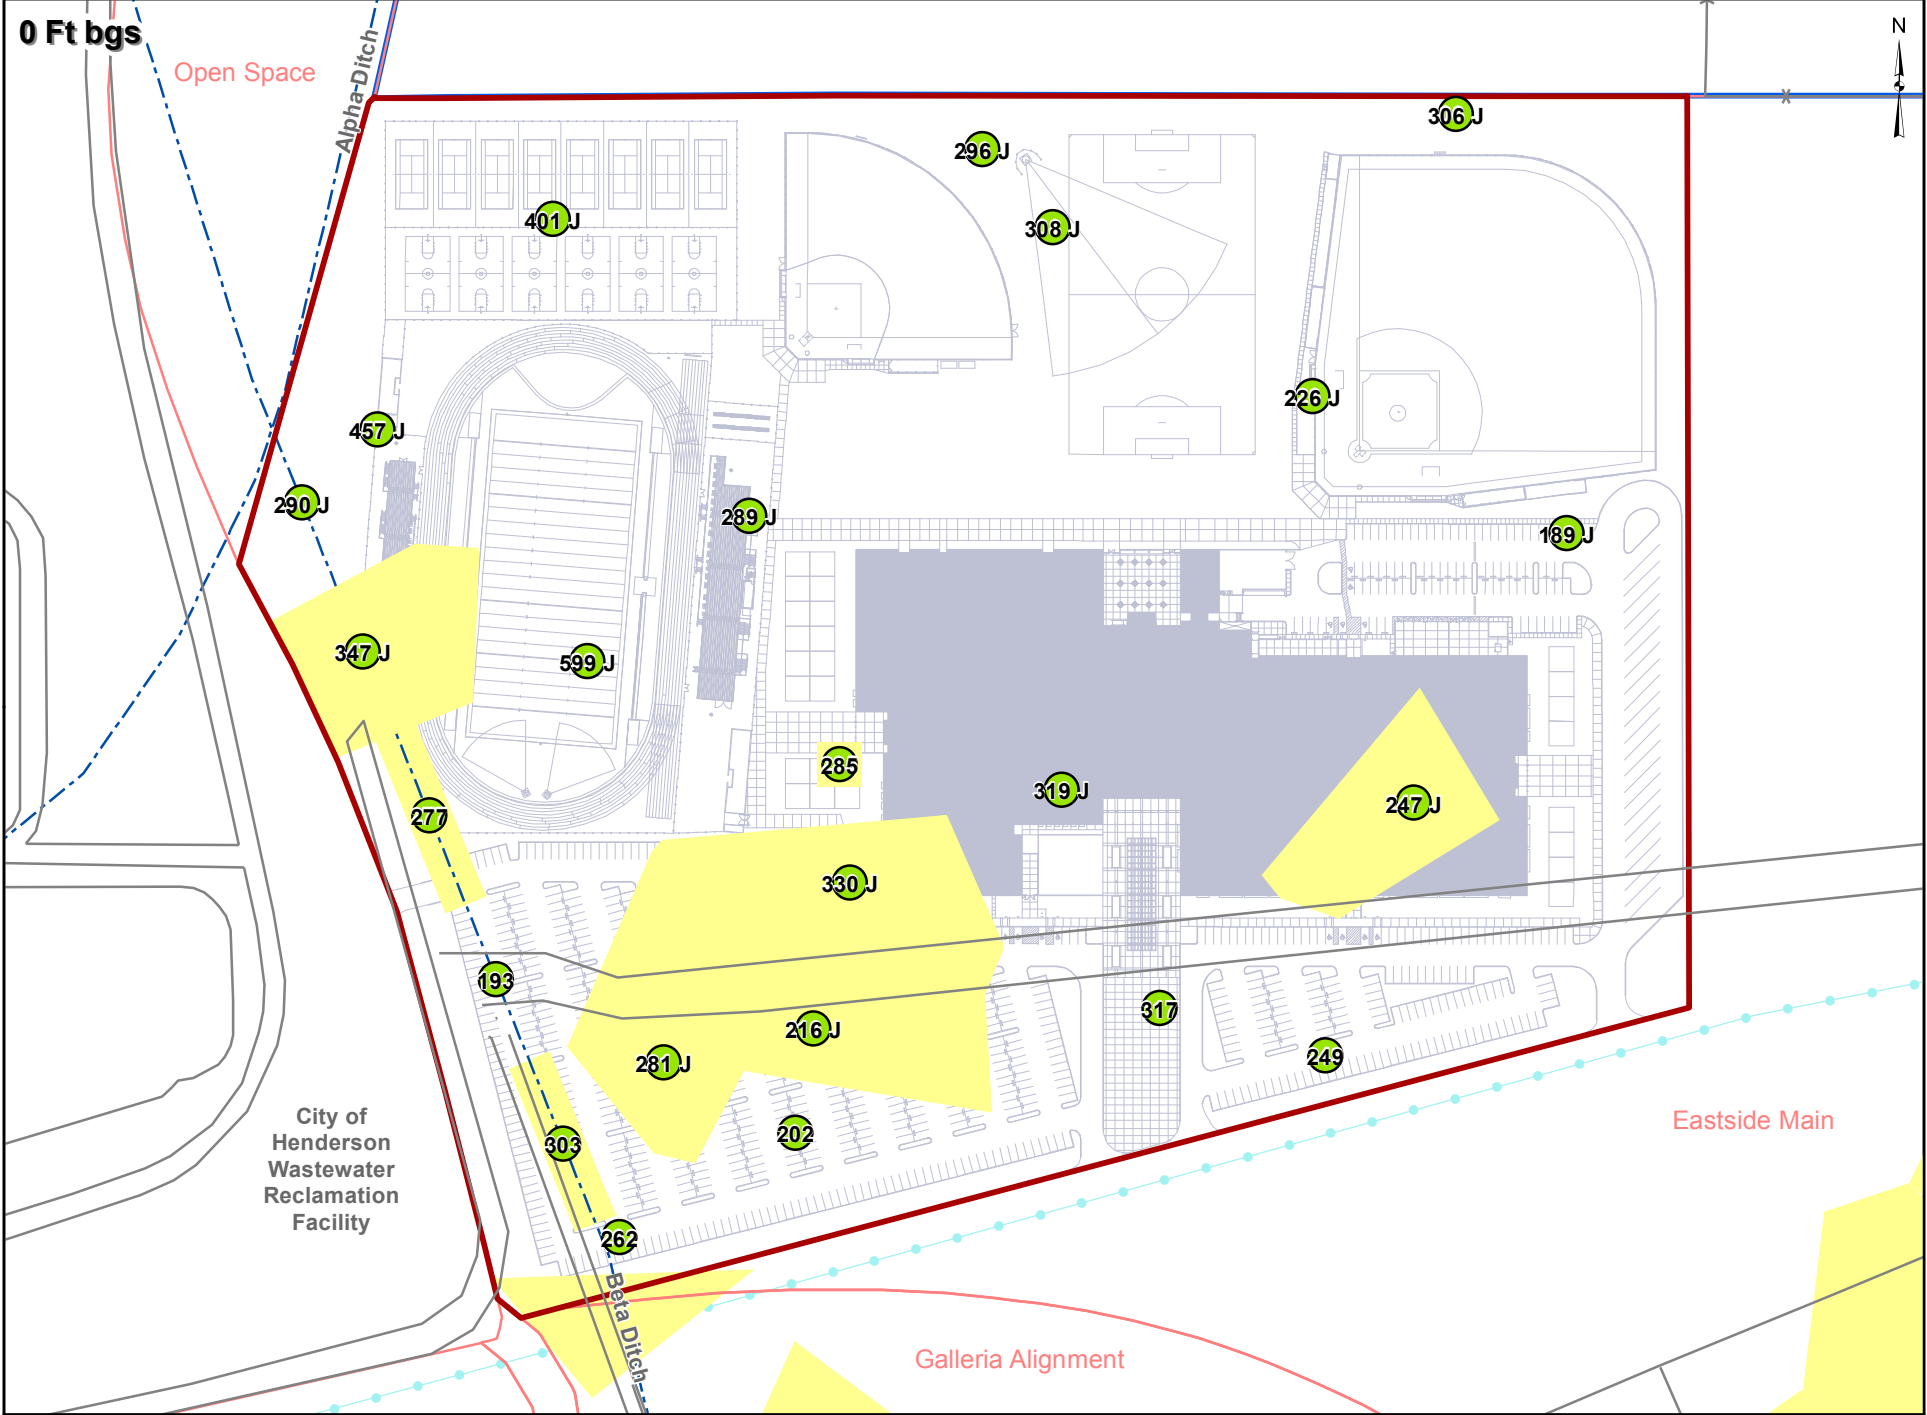 0 Ft bgs
N
Open Space
Alpha Ditch
306 J
296 J
401 J
308 J
226 J
457 J
290 J
289 J
189 J
347 J
599 J
285
319 J
247 J
277
330 J
193
317
216 J
249
281 J
202
303
City of
Henderson
Wastewater
Reclamation
Facility
Eastside Main
262
Beta Ditch
Galleria Alignment